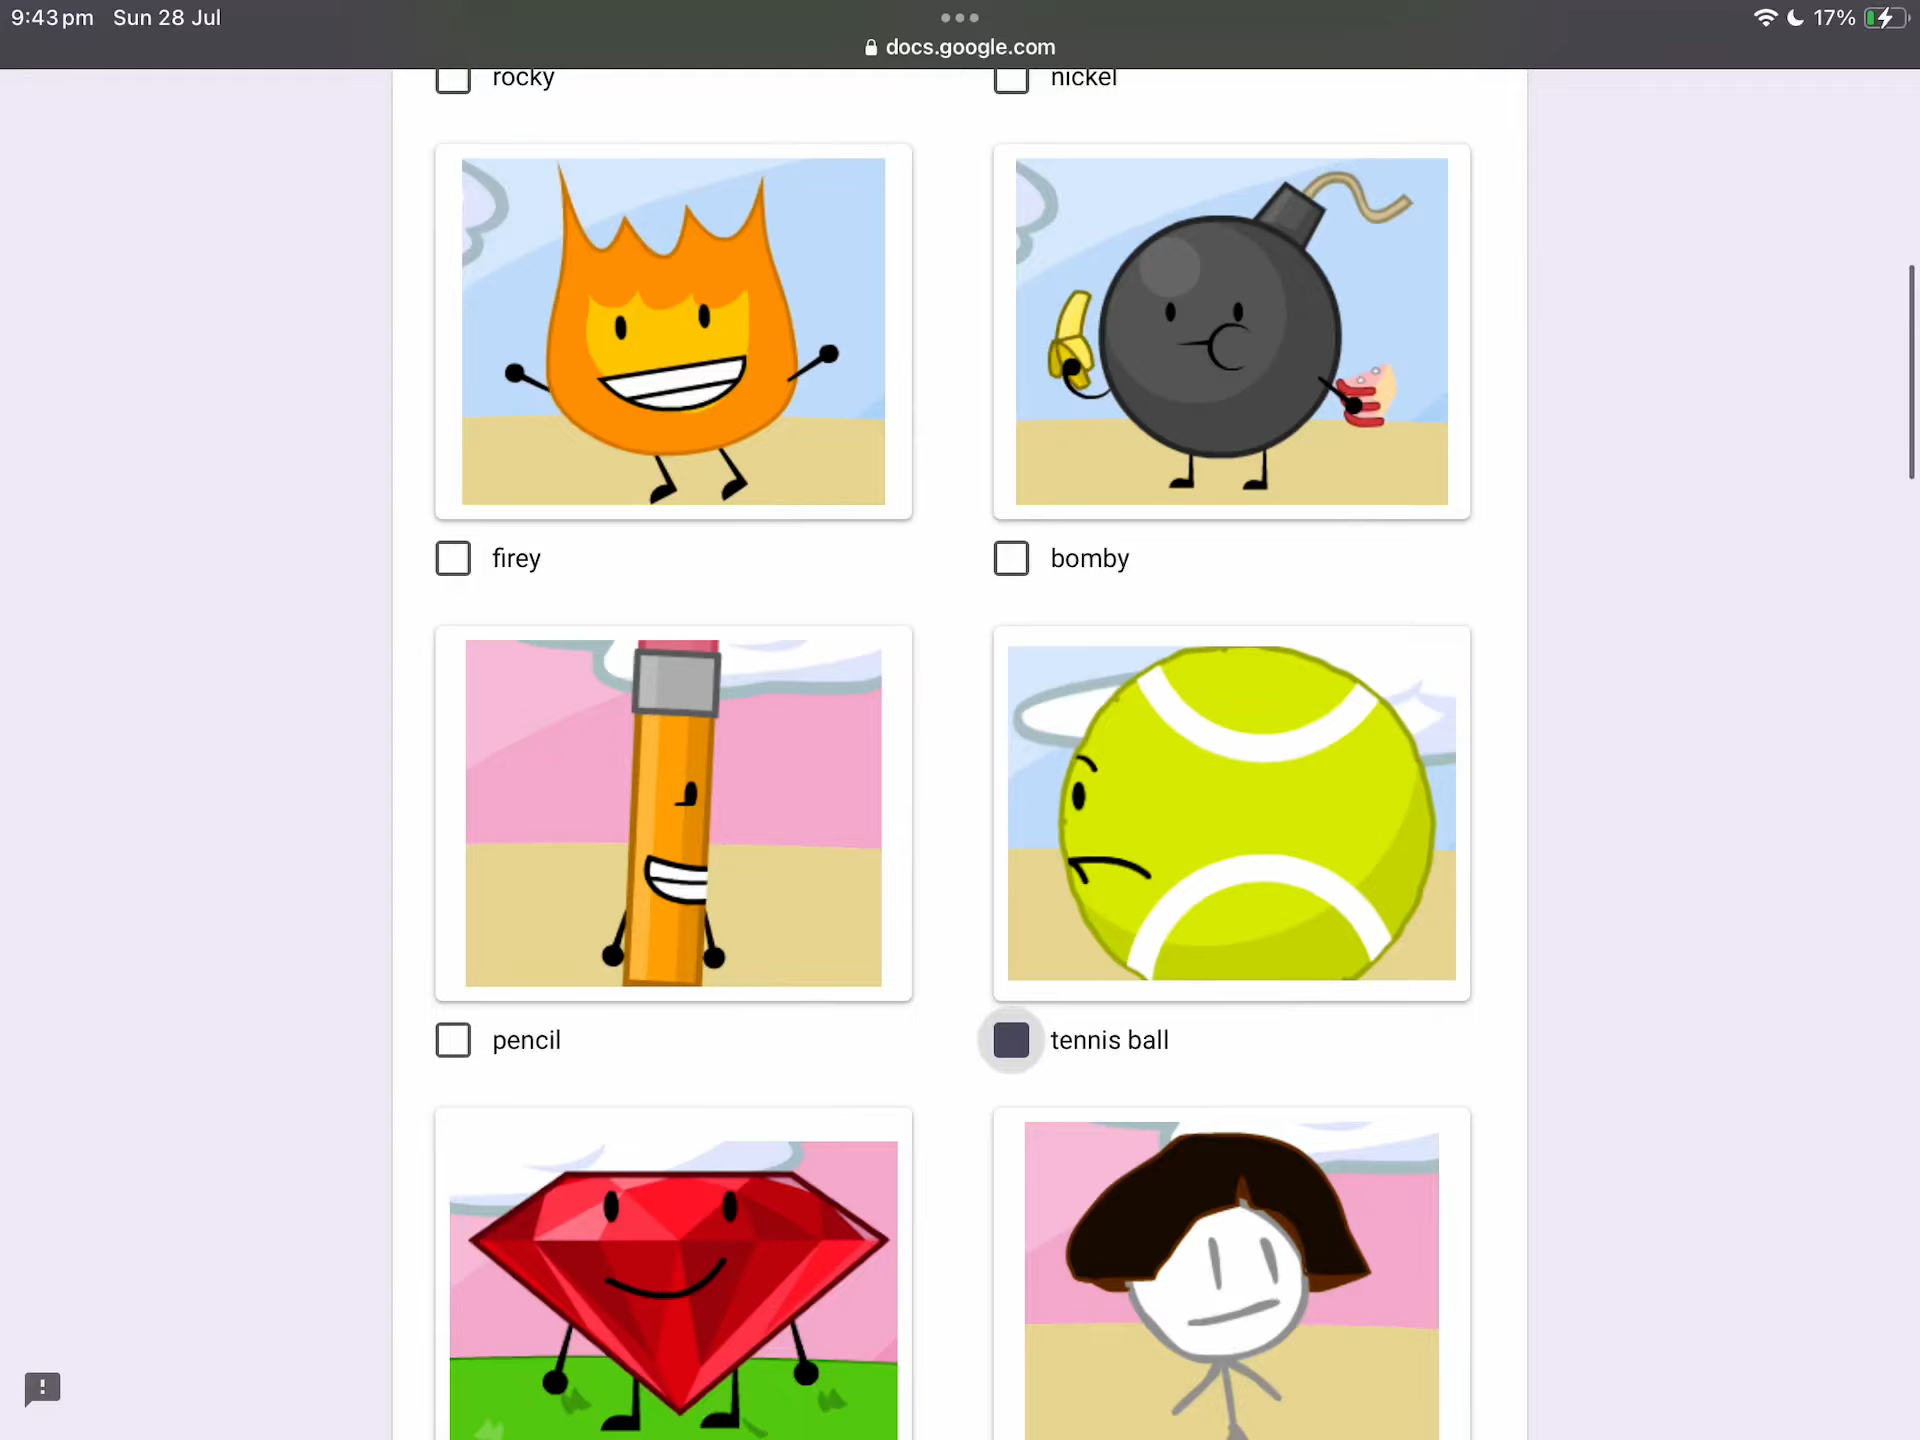 9:43 pm Sun 28 Jul
17%
docs.google.com
rocky
nickel
firey
bomby
pencil
tennis ball